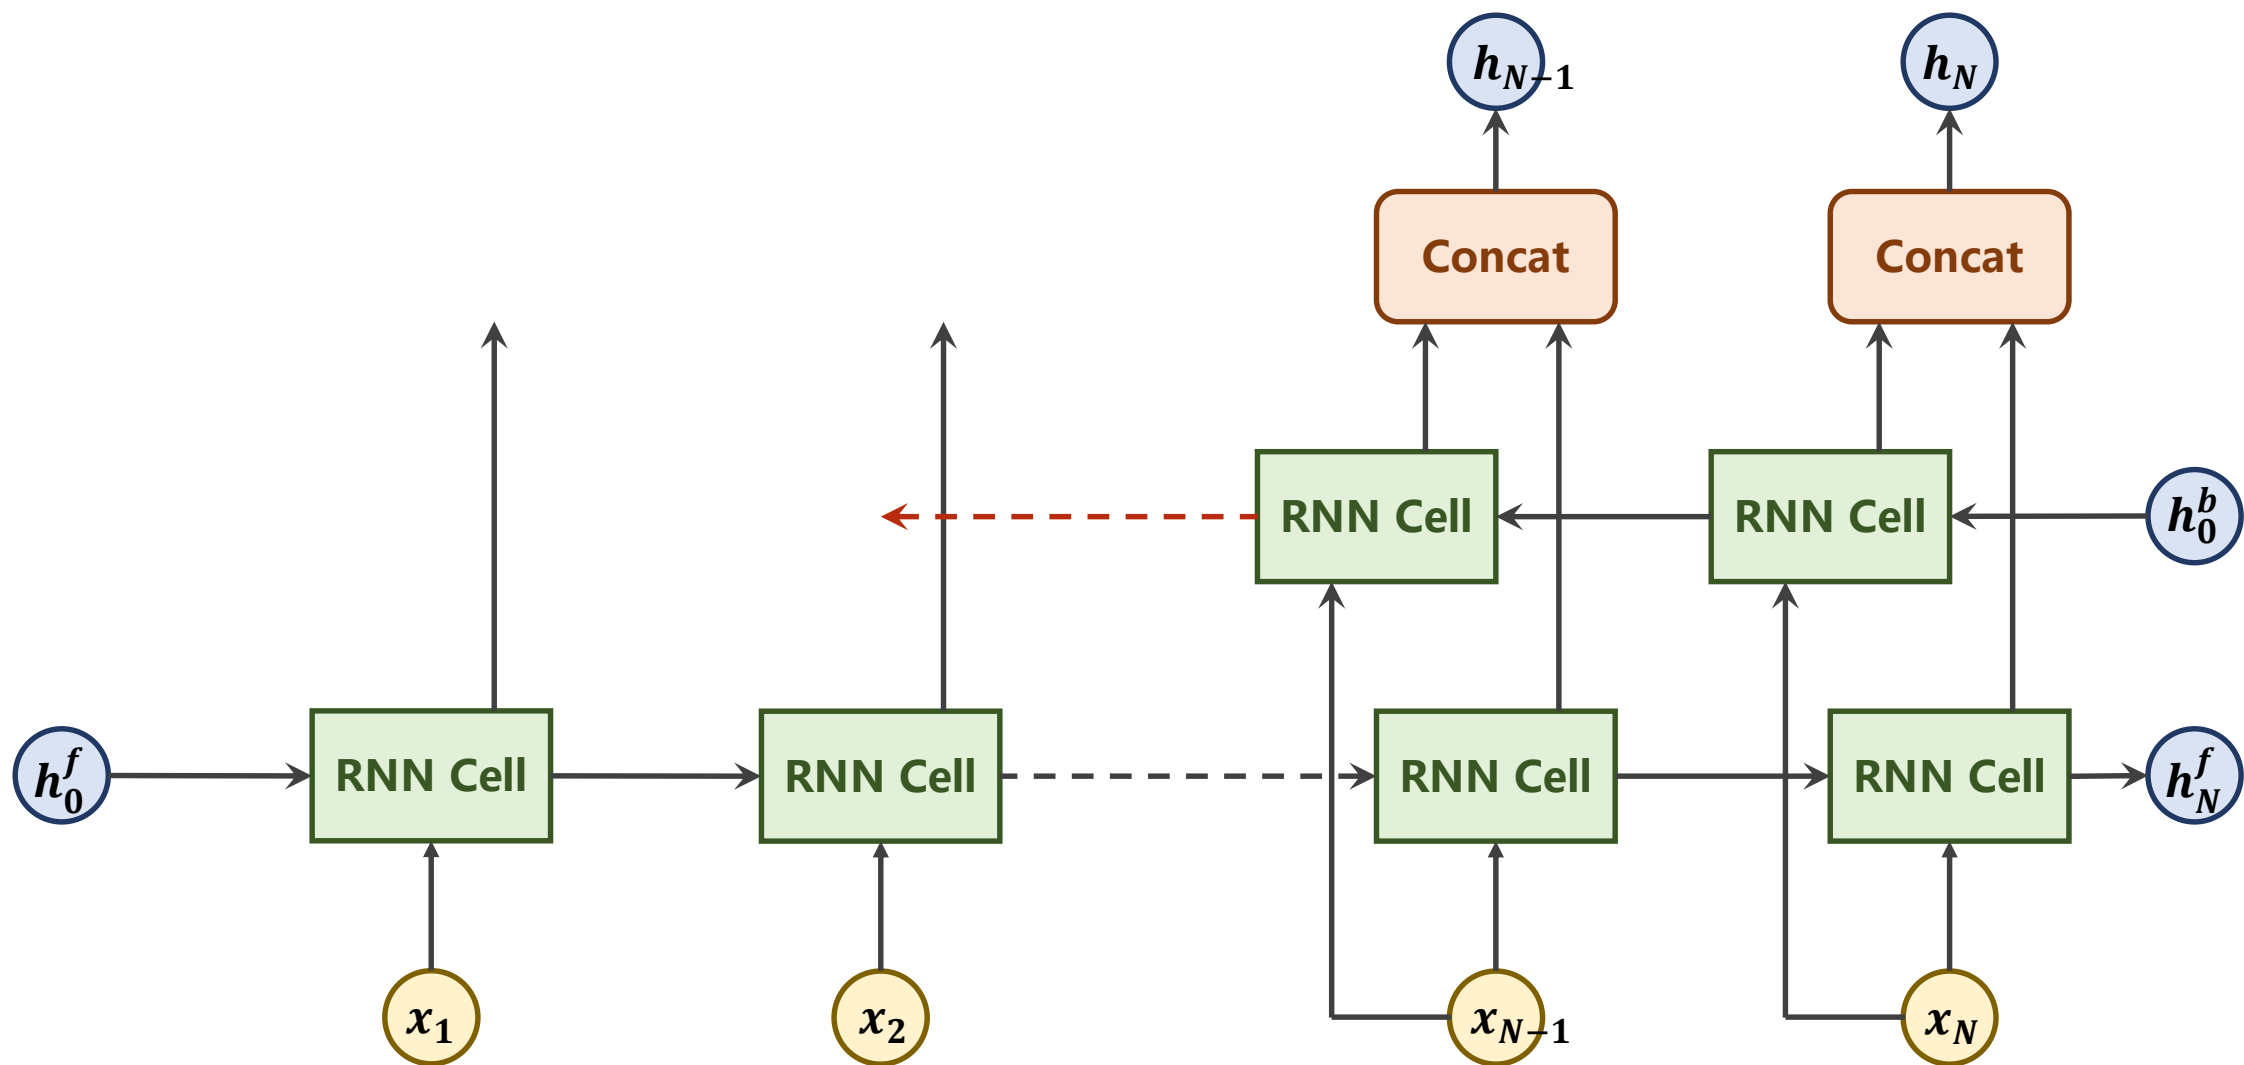 h_{N-1} h_N
Concat Concat
RNN Cell RNN Cell h_0^b
h_0^f RNN Cell RNN Cell RNN Cell RNN Cell h_N^f
x_1 x_2 x_{N-1} x_N